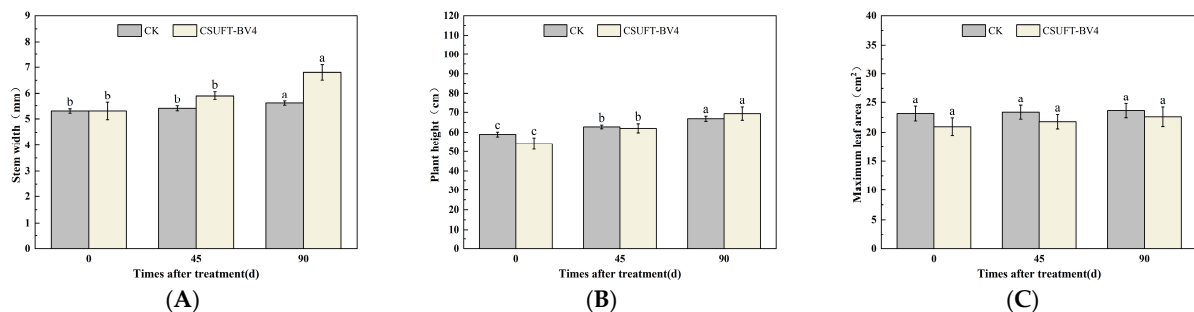 9
8
7
6
5
4
3
2
1
0
Stem width (mm)
CK CSUFT-BV4
b b b b a a
0 45 90
Times after treatment(d)
(A)
120
110
100
90
80
70
60
50
40
30
20
10
0
Plant height (cm)
CK CSUFT-BV4
c c b b a a
0 45 90
Times after treatment(d)
(B)
40
35
30
25
20
15
10
5
0
Maximum leaf area (cm²)
CK CSUFT-BV4
a a a a a a
0 45 90
Times after treatment(d)
(C)